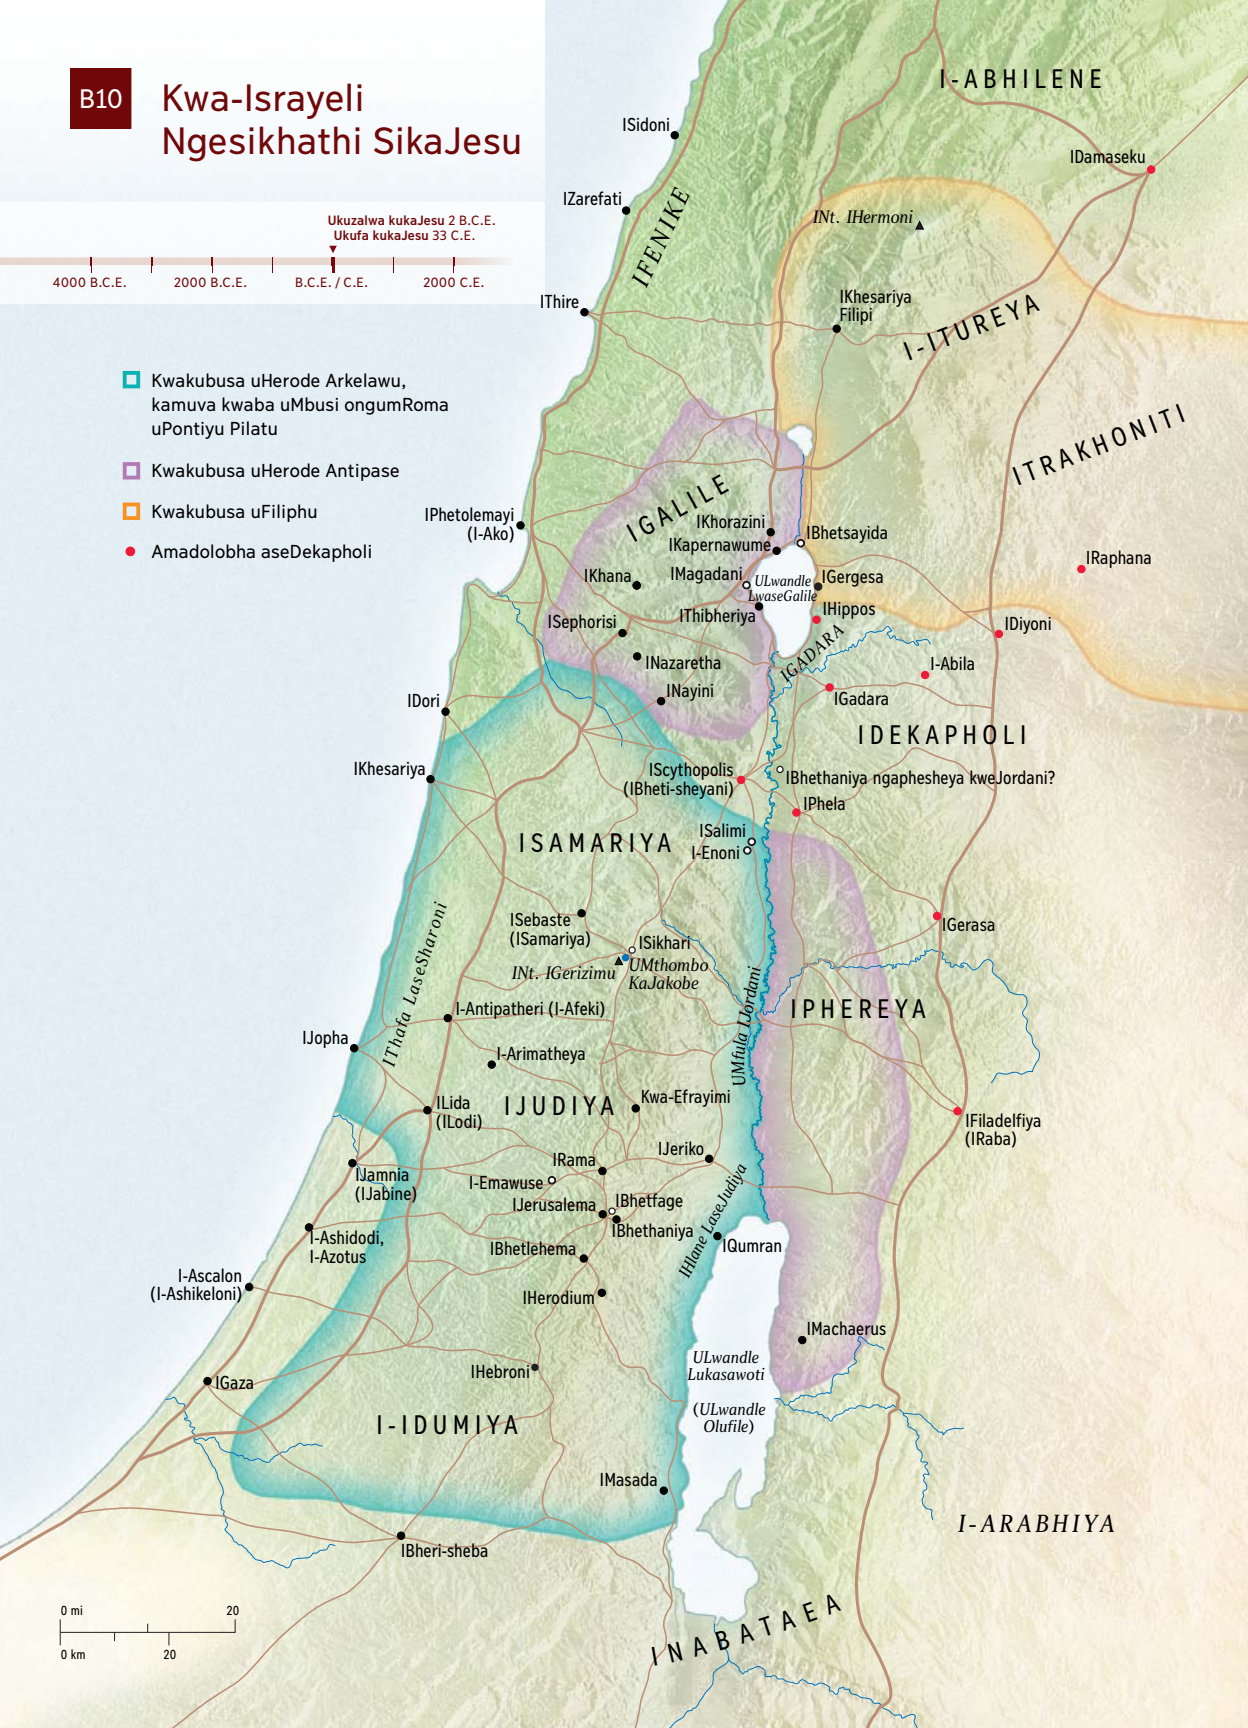 B10
Kwa-Israyeli
Ngesikhathi SikaJesu
Ukuzalwa kukaJesu 2 B.C.E.
Ukufa kukaJesu 33 C.E.
4000 B.C.E.
2000 B.C.E.
B.C.E. / C.E.
2000 C.E.
Kwakubusa uHerode Arkelawu,
kamuva kwaba uMbusi ongumRoma
uPontiyu Pilatu
Kwakubusa uHerode Antipase
Kwakubusa uFiliphu
Amadolobha aseDekapholi
I-ABHILENE
ISidoni
IDamaseku
IZarefati
INt. IHermoni
IFENIKE
IThire
IKhesariya
Filipi
I-ITUREYA
ITRAKHONITI
IGALILE
IPhetolemayi
(I-Ako)
IKhorazini
IKapernawume
IBhetsayida
IRaphana
IKhana
IMagadani
ULwandle
LwaseGalile
IGergesa
IHippos
ISephorisi
IThibheriya
IDiyoni
IGADARA
INazaretha
I-Abila
INayini
IGadara
IDori
IDEKAPHOLI
IKhesariya
IScythopolis
(IBheti-sheyani)
IBhethaniya ngaphesheya kweJordani?
IPhela
ISAMARIYA
ISalimi
I-Enoni
ISebaste
(ISamariya)
IGerasa
ISikhari
INt. IGerizimu
UMthombo
KaJakobe
IThafa LaseSharoni
UMfula IJordani
IPHEREYA
I-Antipatheri (I-Afeki)
IJopha
I-Arimatheya
Kwa-Efrayimi
IJUDIYA
ILida
(ILodi)
IFiladelfiya
(IRaba)
IJeriko
IRama
IJamnia
(IJabine)
I-Emawuse
IHlane LaseJudiya
IJerusalema
IBhetfage
IBhethaniya
I-Ashidodi,
I-Azotus
IBhetlehema
IQumran
I-Ascalon
(I-Ashikeloni)
IHerodium
IMachaerus
IHebroni
ULwandle
Lukasawoti
(ULwandle
Olufile)
IGaza
I-IDUMIYA
IMasada
I-ARABHIYA
IBheri-sheba
INABATAEA
0 mi
20
0 km
20